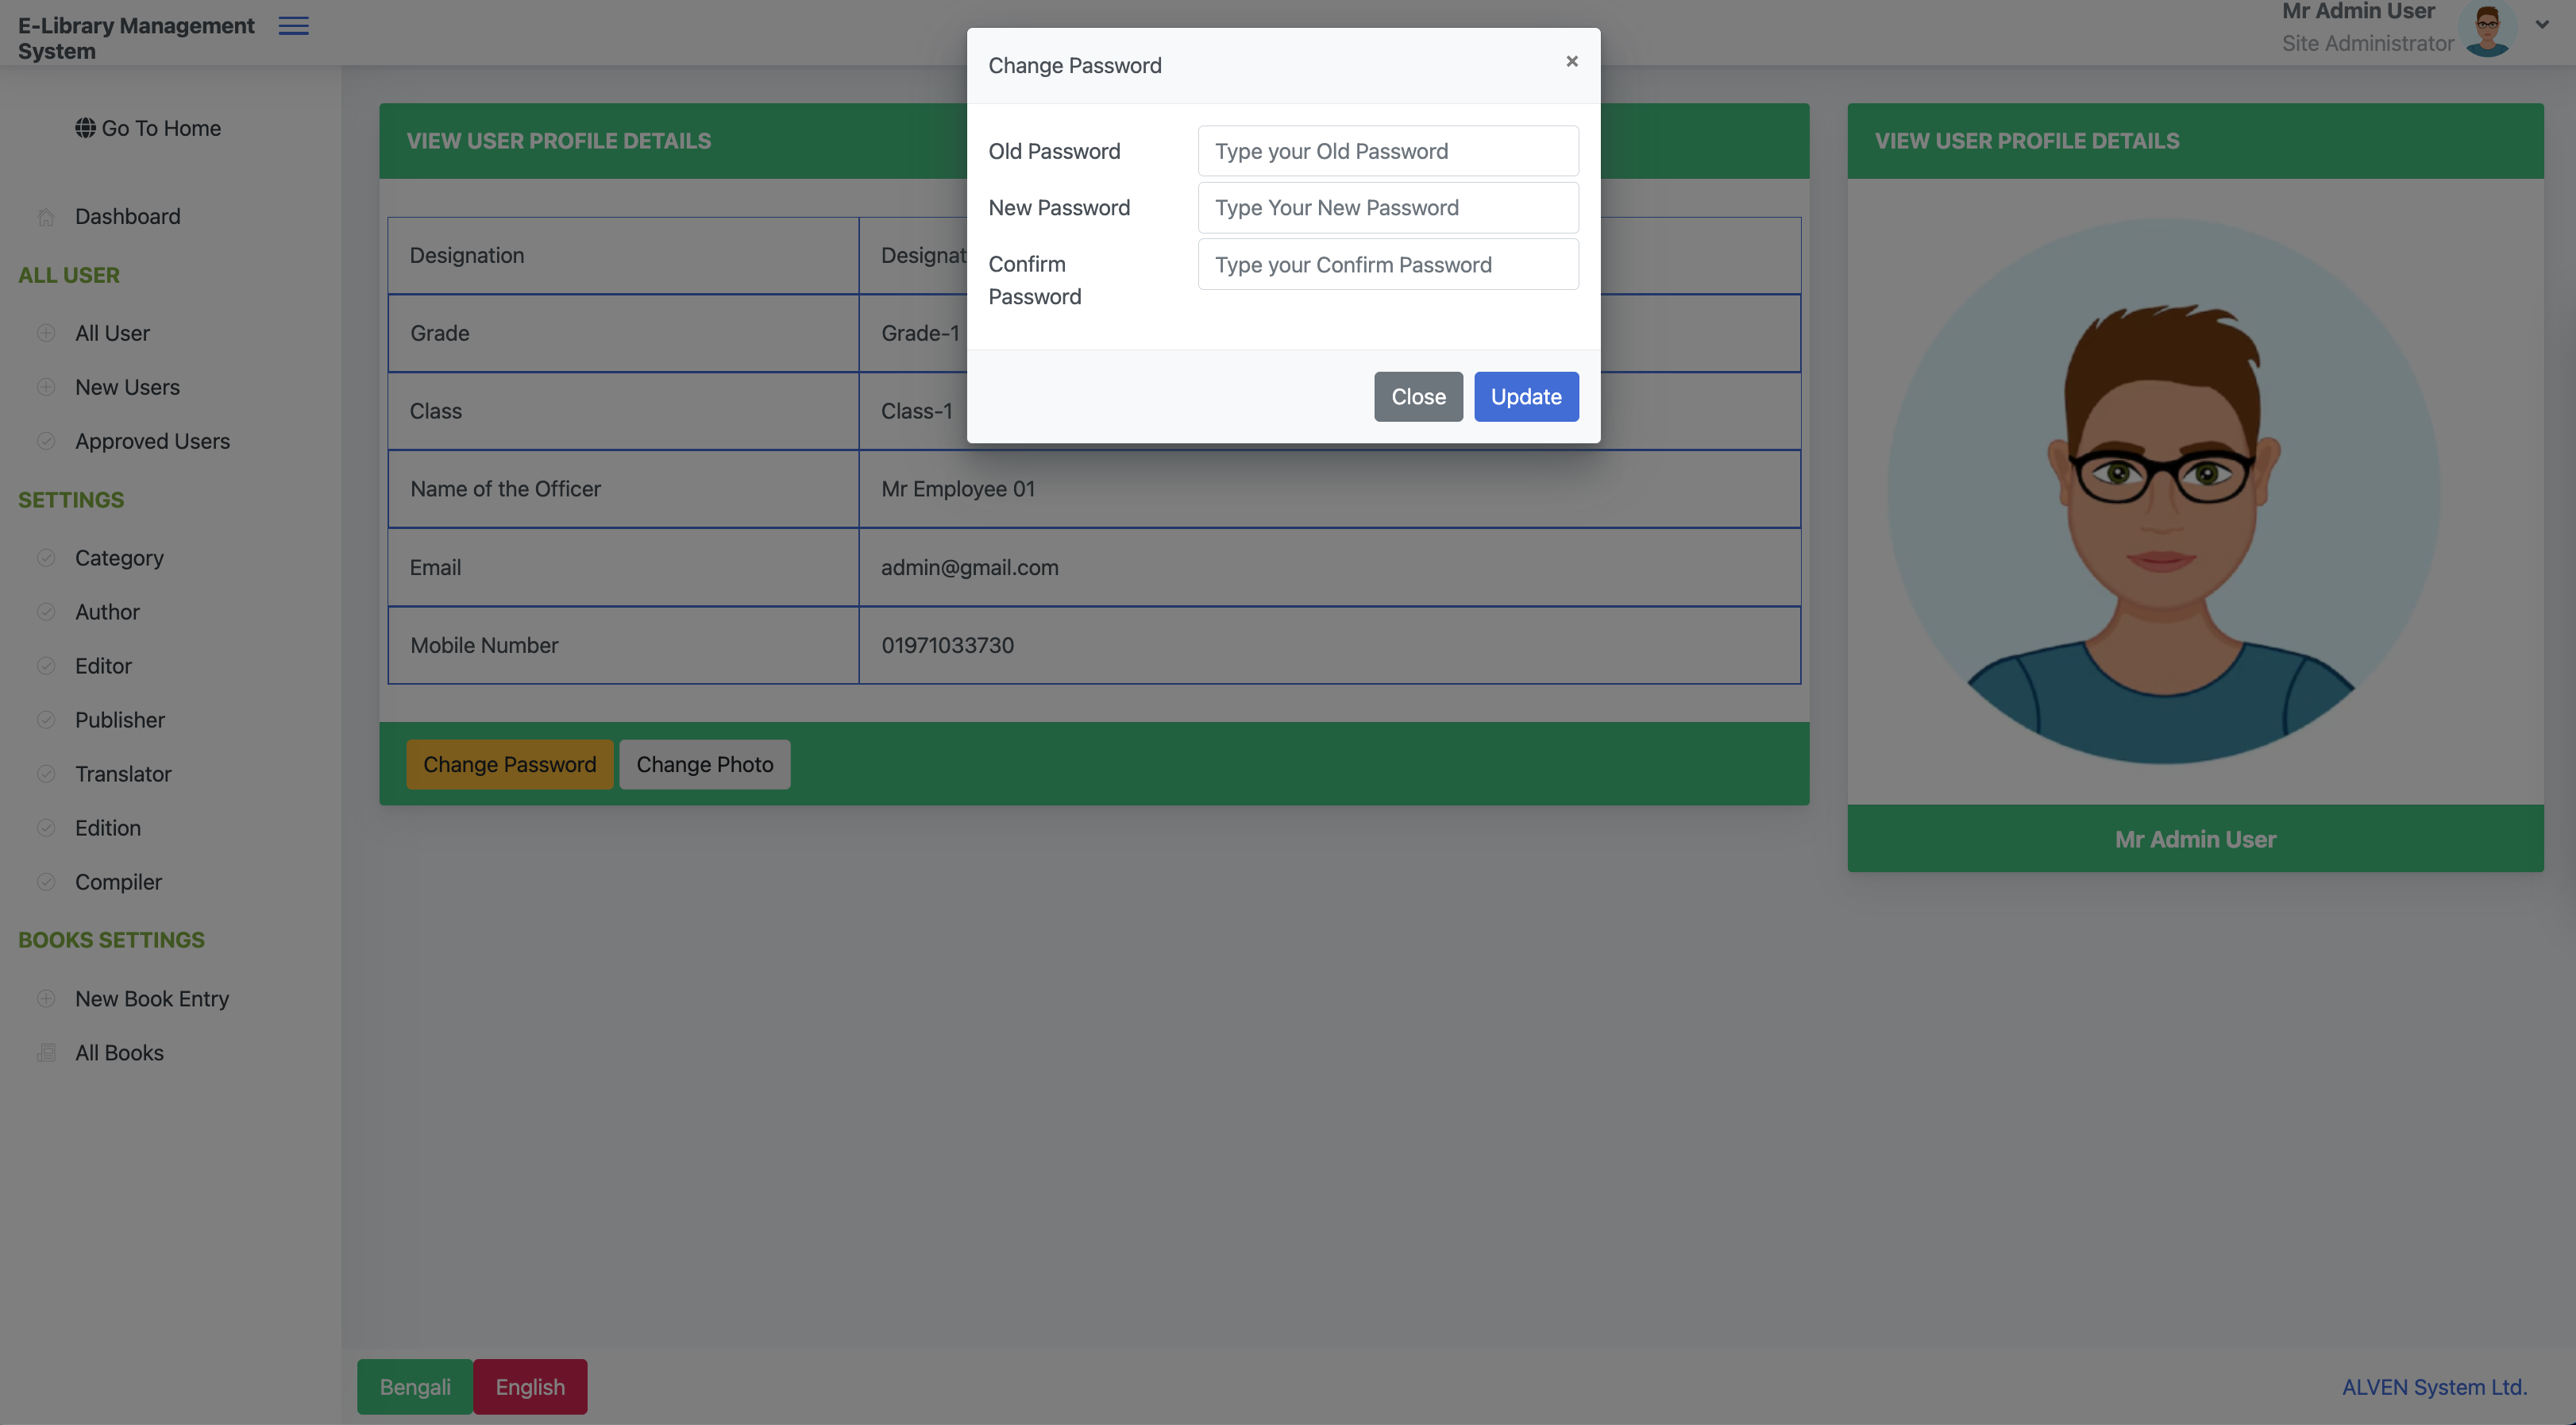 E-Library Management
System
Mr Admin User
Site Administrator
Go To Home
Dashboard
ALL USER
All User
New Users
Approved Users
SETTINGS
Category
Author
Editor
Publisher
Translator
Edition
Compiler
BOOKS SETTINGS
New Book Entry
All Books
Change Password
×
Old Password
Type your Old Password
New Password
Type Your New Password
Confirm
Password
Type your Confirm Password
Close
Update
VIEW USER PROFILE DETAILS
Designation
Designat
Grade
Grade-1
Class
Class-1
Name of the Officer
Mr Employee 01
Email
admin@gmail.com
Mobile Number
01971033730
Change Password
Change Photo
VIEW USER PROFILE DETAILS
Mr Admin User
Bengali
English
ALVEN System Ltd.